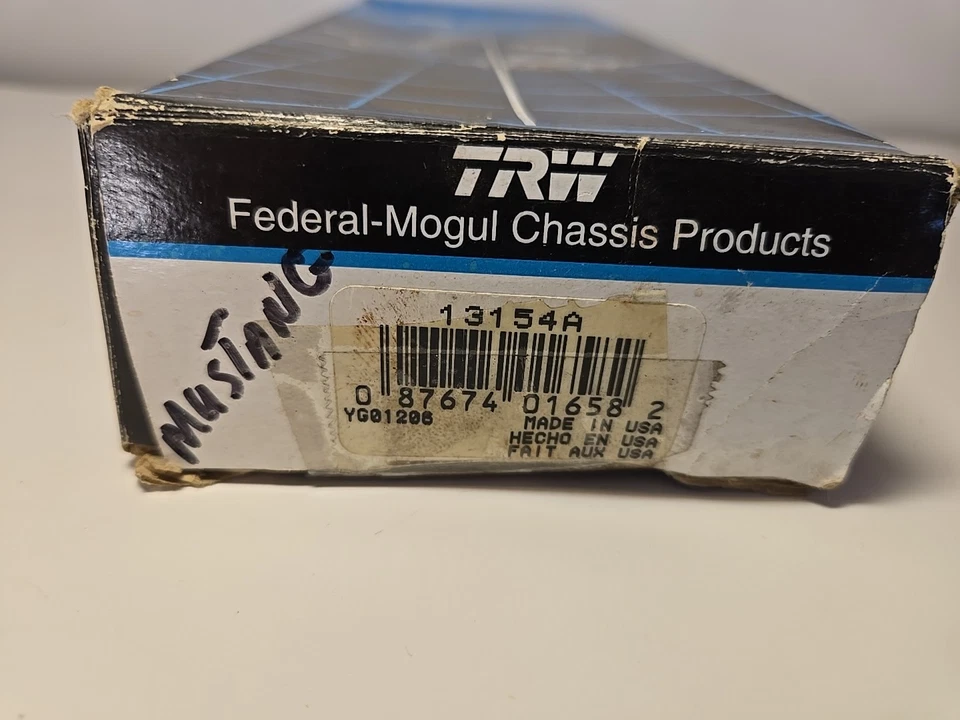 TRW
Federal-Mogul Chassis Products
MUSTANG
13154A
0 87674 01658 2
YG01206
MADE IN USA
HECHO EN USA
FAIT AUX USA